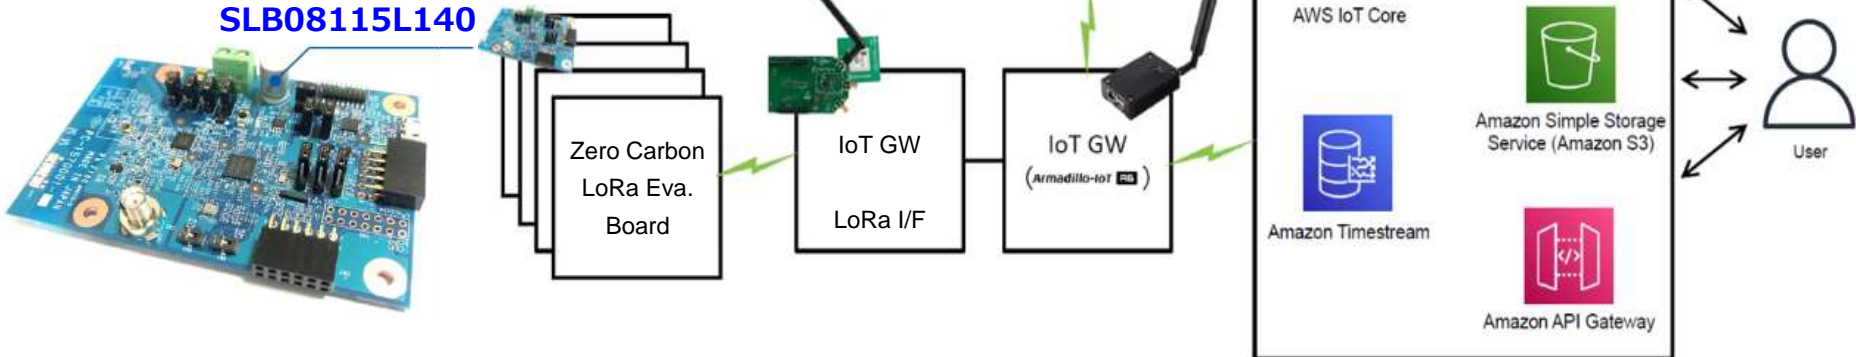 SLB08115L140
Zero Carbon
LoRa Eva.
Board
IoT GW
LoRa I/F
IoT GW
(Armadillo-IoT R6)
AWS IoT Core
Amazon Simple Storage
Service (Amazon S3)
Amazon Timestream
Amazon API Gateway
User